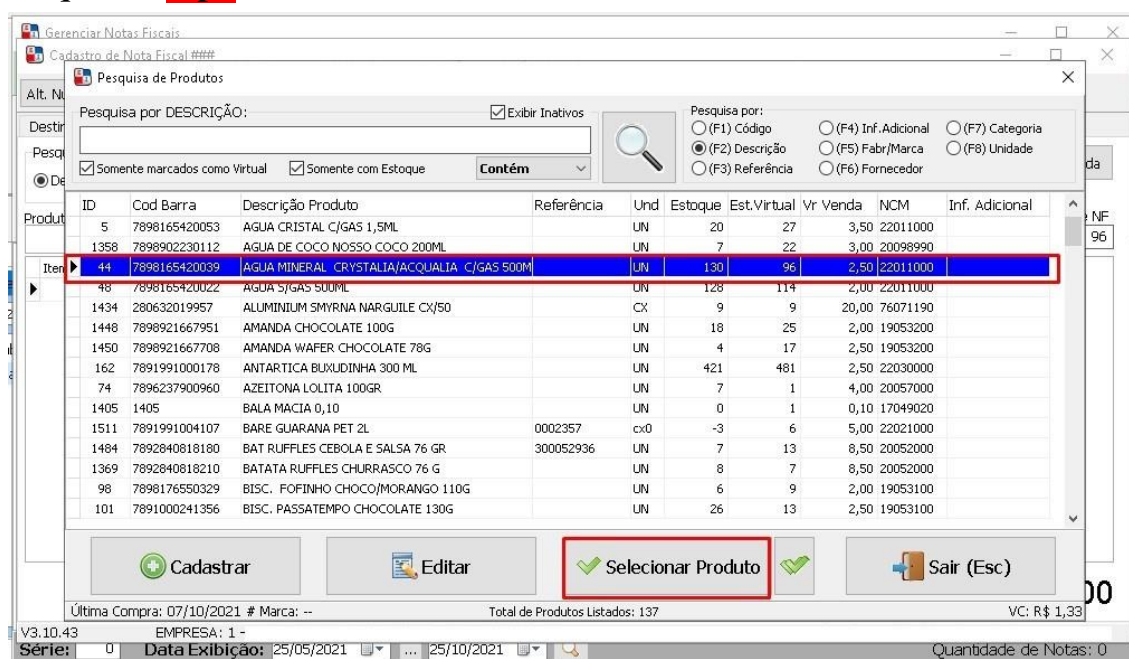 Gerenciar Notas Fiscais
Cadastro de Nota Fiscal ###
Pesquisa de Produtos
Alt. Nu
Destir
Pesqu
De
Produt
Iten
Pesquisa por DESCRIÇÃO:
Exibir Inativos
Somente marcados como Virtual Somente com Estoque Contém
Pesquisa por:
(F1) Código (F4) Inf.Adicional (F7) Categoria
(F2) Descrição (F5) Fabr/Marca (F8) Unidade
(F3) Referência (F6) Fornecedor
da
NF
96
ID Cod Barra Descrição Produto Referência Und Estoque Est.Virtual Vr Venda NCM Inf. Adicional
5 7898165420053 AGUA CRISTAL C/GAS 1,5ML UN 20 27 3,50 22011000
1358 7898902230112 AGUA DE COCO NOSSO COCO 200ML UN 7 22 3,00 20098990
44 7898165420039 AGUA MINERAL CRYSTALIA/ACQUALIA C/GAS 500M UN 130 96 2,50 22011000
48 7898165420022 AGUA S/GAS 500ML UN 128 114 2,00 22011000
1434 280632019957 ALUMINIUM SMYRNA NARGUILE CX/50 CX 9 9 20,00 76071190
1448 7898921667951 AMANDA CHOCOLATE 100G UN 18 25 2,00 19053200
1450 7898921667708 AMANDA WAFER CHOCOLATE 78G UN 4 17 2,50 19053200
162 7891991000178 ANTARTICA BUXUDINHA 300 ML UN 421 481 2,50 22030000
74 7896237900960 AZEITONA LOLITA 100GR UN 7 1 4,00 20057000
1405 1405 BALA MACIA 0,10 UN 0 1 0,10 17049020
1511 7891991004107 BARE GUARANA PET 2L 0002357 cx0 -3 6 5,00 22021000
1484 7892840818180 BAT RUFFLES CEBOLA E SALSA 76 GR 300052936 UN 7 13 8,50 20052000
1369 7892840818210 BATATA RUFFLES CHURRASCO 76 G UN 8 7 8,50 20052000
98 7898176550329 BISC. FOFINHO CHOCO/MORANGO 110G UN 6 9 2,00 19053100
101 7891000241356 BISC. PASSATEMPO CHOCOLATE 130G UN 26 13 2,50 19053100
Cadastrar Editar Selecionar Produto Sair (Esc)
00
Última Compra: 07/10/2021 # Marca: -- Total de Produtos Listados: 137 VC: R$ 1,33
V3.10.43 EMPRESA: 1 -
Série: 0 Data Exibição: 25/05/2021 ... 25/10/2021 Quantidade de Notas: 0